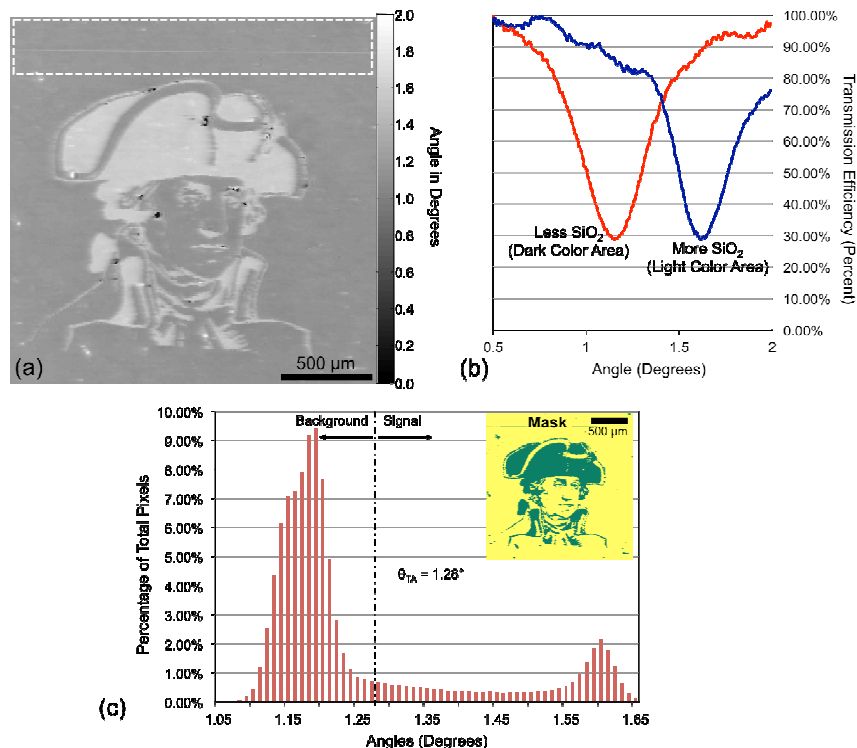 2.0
1.8
1.6
1.4
1.2
1.0
0.8
0.6
0.4
0.2
0.0
Angle in Degrees
500 µm
(a)
100.00%
90.00%
80.00%
70.00%
60.00%
50.00%
40.00%
30.00%
20.00%
10.00%
0.00%
Transmission Efficiency (Percent)
Less SiO₂
(Dark Color Area)
More SiO₂
(Light Color Area)
0.5 1 1.5 2
Angle (Degrees)
(b)
10.00%
9.00%
8.00%
7.00%
6.00%
5.00%
4.00%
3.00%
2.00%
1.00%
0.00%
Percentage of Total Pixels
Background Signal
Mask
500 µm
θTA = 1.28°
1.05 1.15 1.25 1.35 1.45 1.55 1.65
Angles (Degrees)
(c)